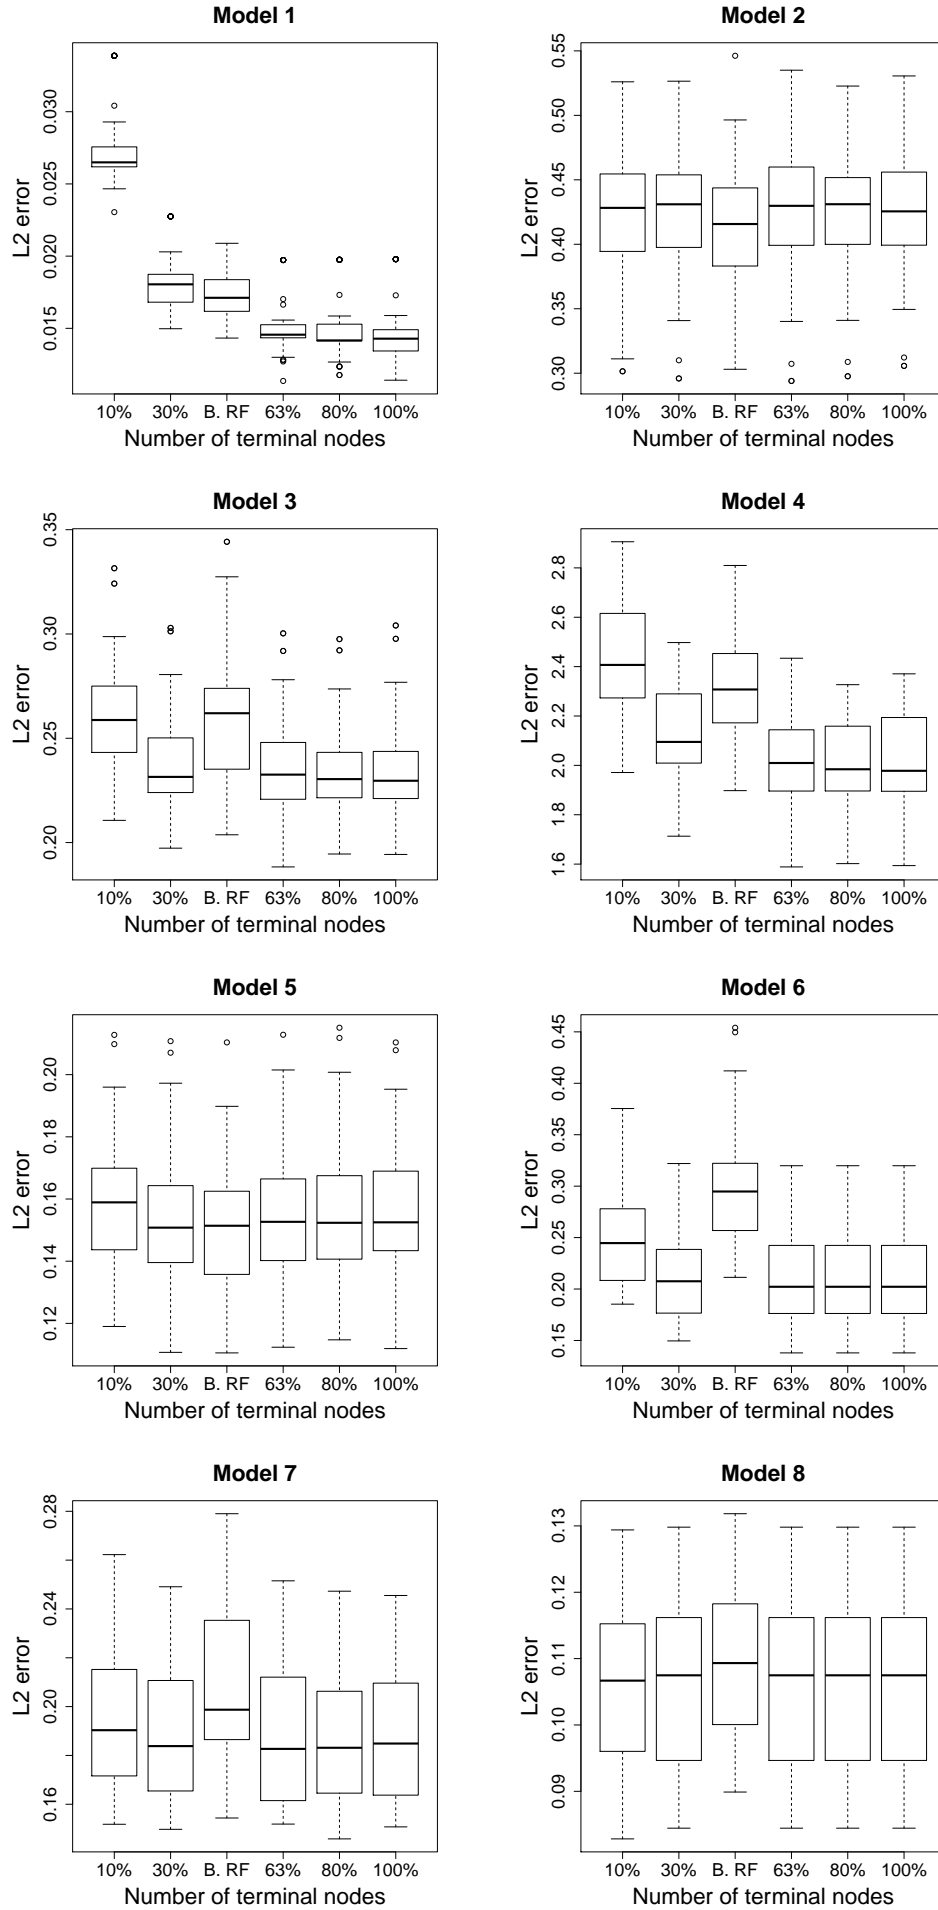 Model 1
L2 error
0.030
0.025
0.020
0.015
10% 30% B. RF 63% 80% 100%
Number of terminal nodes
Model 2
L2 error
0.55
0.50
0.45
0.40
0.35
0.30
10% 30% B. RF 63% 80% 100%
Number of terminal nodes
Model 3
L2 error
0.35
0.30
0.25
0.20
10% 30% B. RF 63% 80% 100%
Number of terminal nodes
Model 4
L2 error
2.8
2.6
2.4
2.2
2.0
1.8
1.6
10% 30% B. RF 63% 80% 100%
Number of terminal nodes
Model 5
L2 error
0.20
0.18
0.16
0.14
0.12
10% 30% B. RF 63% 80% 100%
Number of terminal nodes
Model 6
L2 error
0.45
0.35
0.30
0.25
0.20
0.15
10% 30% B. RF 63% 80% 100%
Number of terminal nodes
Model 7
L2 error
0.28
0.24
0.20
0.16
10% 30% B. RF 63% 80% 100%
Number of terminal nodes
Model 8
L2 error
0.13
0.12
0.11
0.10
0.09
10% 30% B. RF 63% 80% 100%
Number of terminal nodes